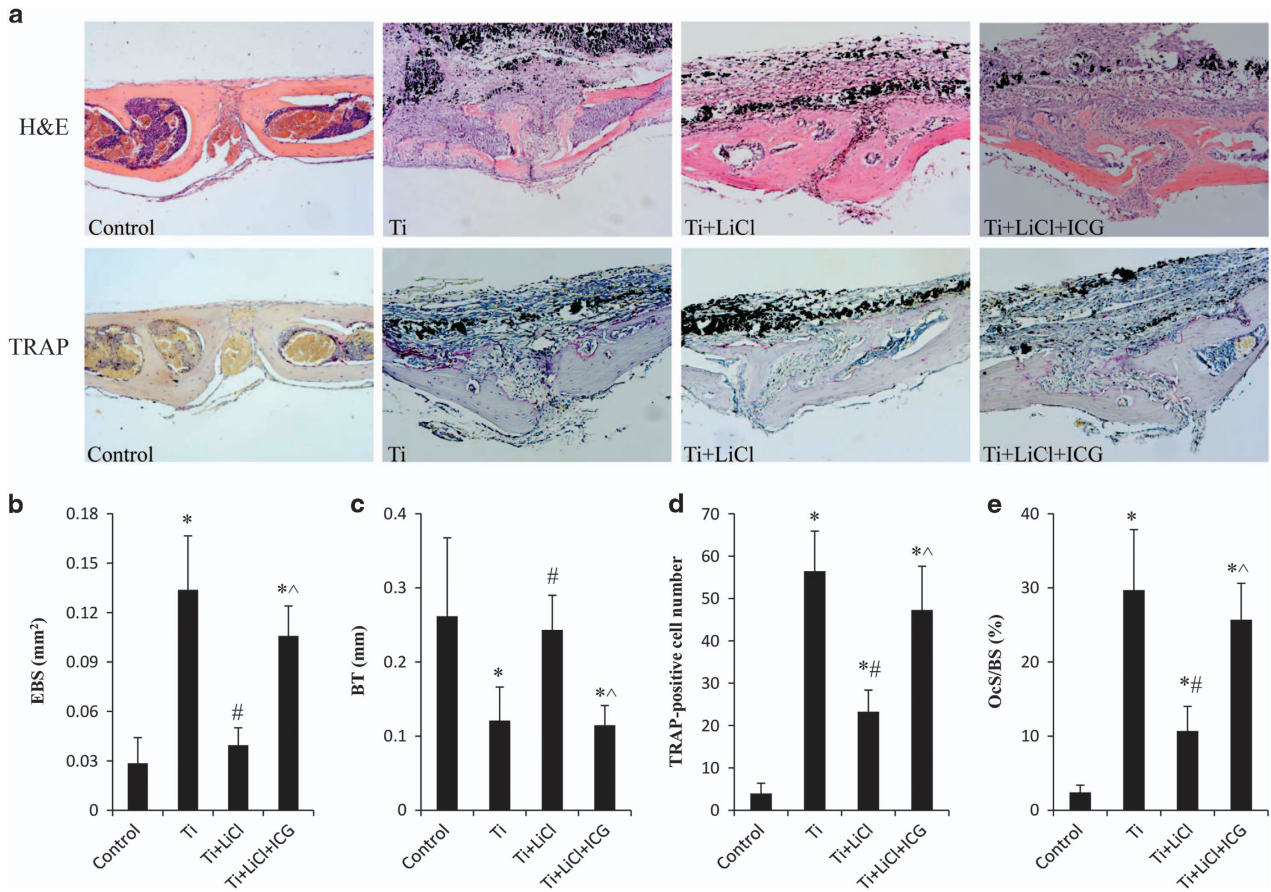 a
H&E
Control
Ti
Ti+LiCl
Ti+LiCl+ICG
TRAP
Control
Ti
Ti+LiCl
Ti+LiCl+ICG
b
EBS (mm²)
0.18
0.15
0.12
0.09
0.06
0.03
0
*
#
*^
Control
Ti
Ti+LiCl
Ti+LiCl+ICG
c
BT (mm)
0.4
0.3
0.2
0.1
0
*
#
*^
Control
Ti
Ti+LiCl
Ti+LiCl+ICG
d
TRAP-positive cell number
70
60
50
40
30
20
10
0
*
*#
*^
Control
Ti
Ti+LiCl
Ti+LiCl+ICG
e
OcS/BS (%)
40
30
20
10
0
*
*#
*^
Control
Ti
Ti+LiCl
Ti+LiCl+ICG